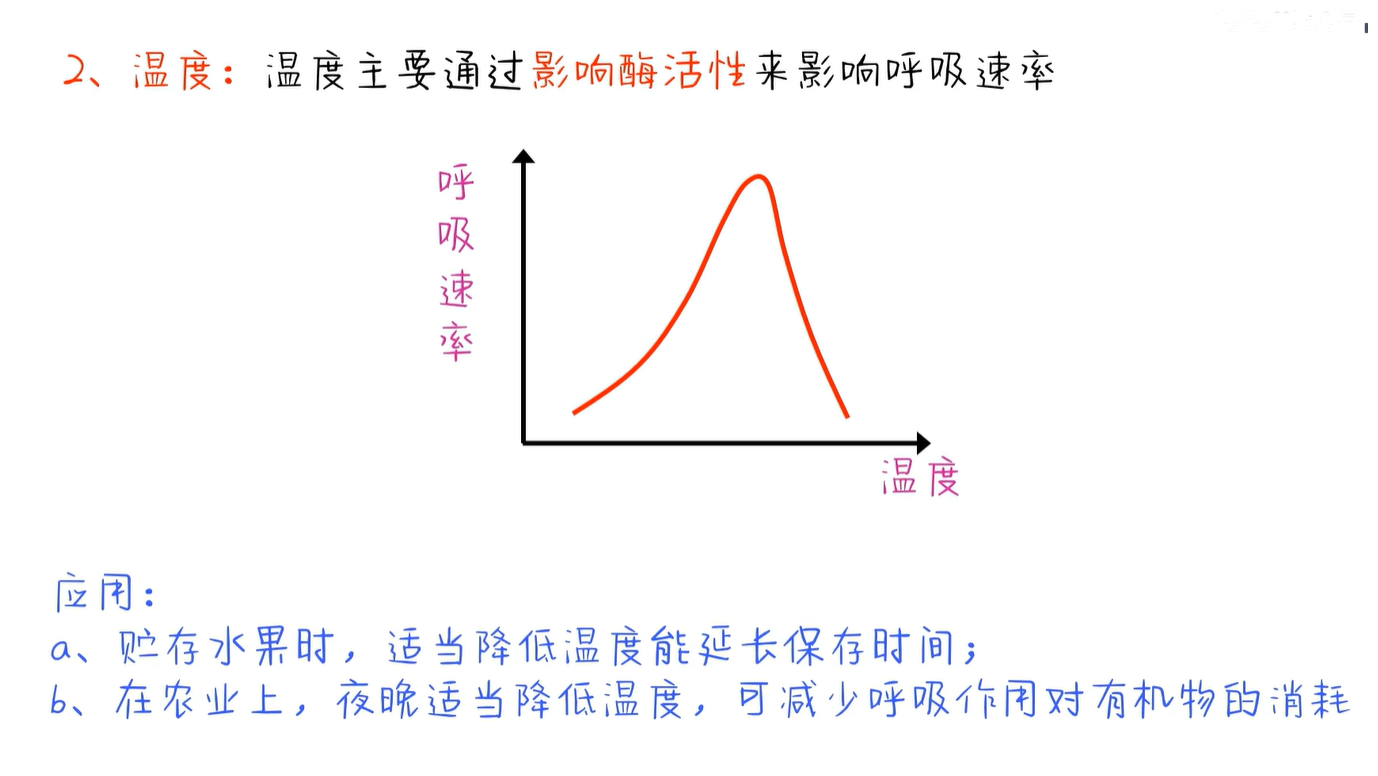 2、温度：温度主要通过影响酶活性来影响呼吸速率
呼吸速率
温度
应用：
a、贮存水果时，适当降低温度能延长保存时间；
b、在农业上，夜晚适当降低温度，可减少呼吸作用对有机物的消耗